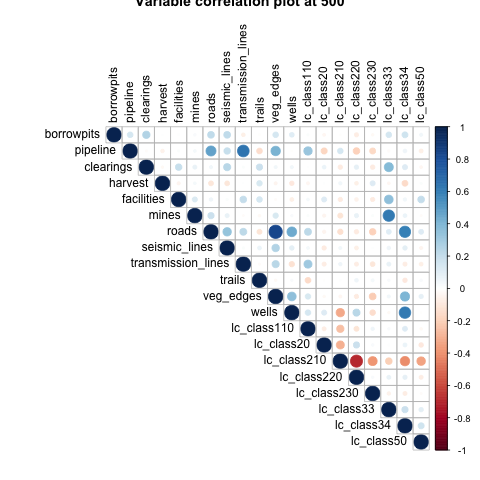 Variable correlation plot at 500
borrowpits
pipeline
clearings
harvest
facilities
mines
roads
seismic_lines
transmission_lines
trails
veg_edges
wells
lc_class110
lc_class20
lc_class210
lc_class220
lc_class230
lc_class33
lc_class34
lc_class50
borrowpits
pipeline
clearings
harvest
facilities
mines
roads
seismic_lines
transmission_lines
trails
veg_edges
wells
lc_class110
lc_class20
lc_class210
lc_class220
lc_class230
lc_class33
lc_class34
lc_class50
1
0.8
0.6
0.4
0.2
0
-0.2
-0.4
-0.6
-0.8
-1